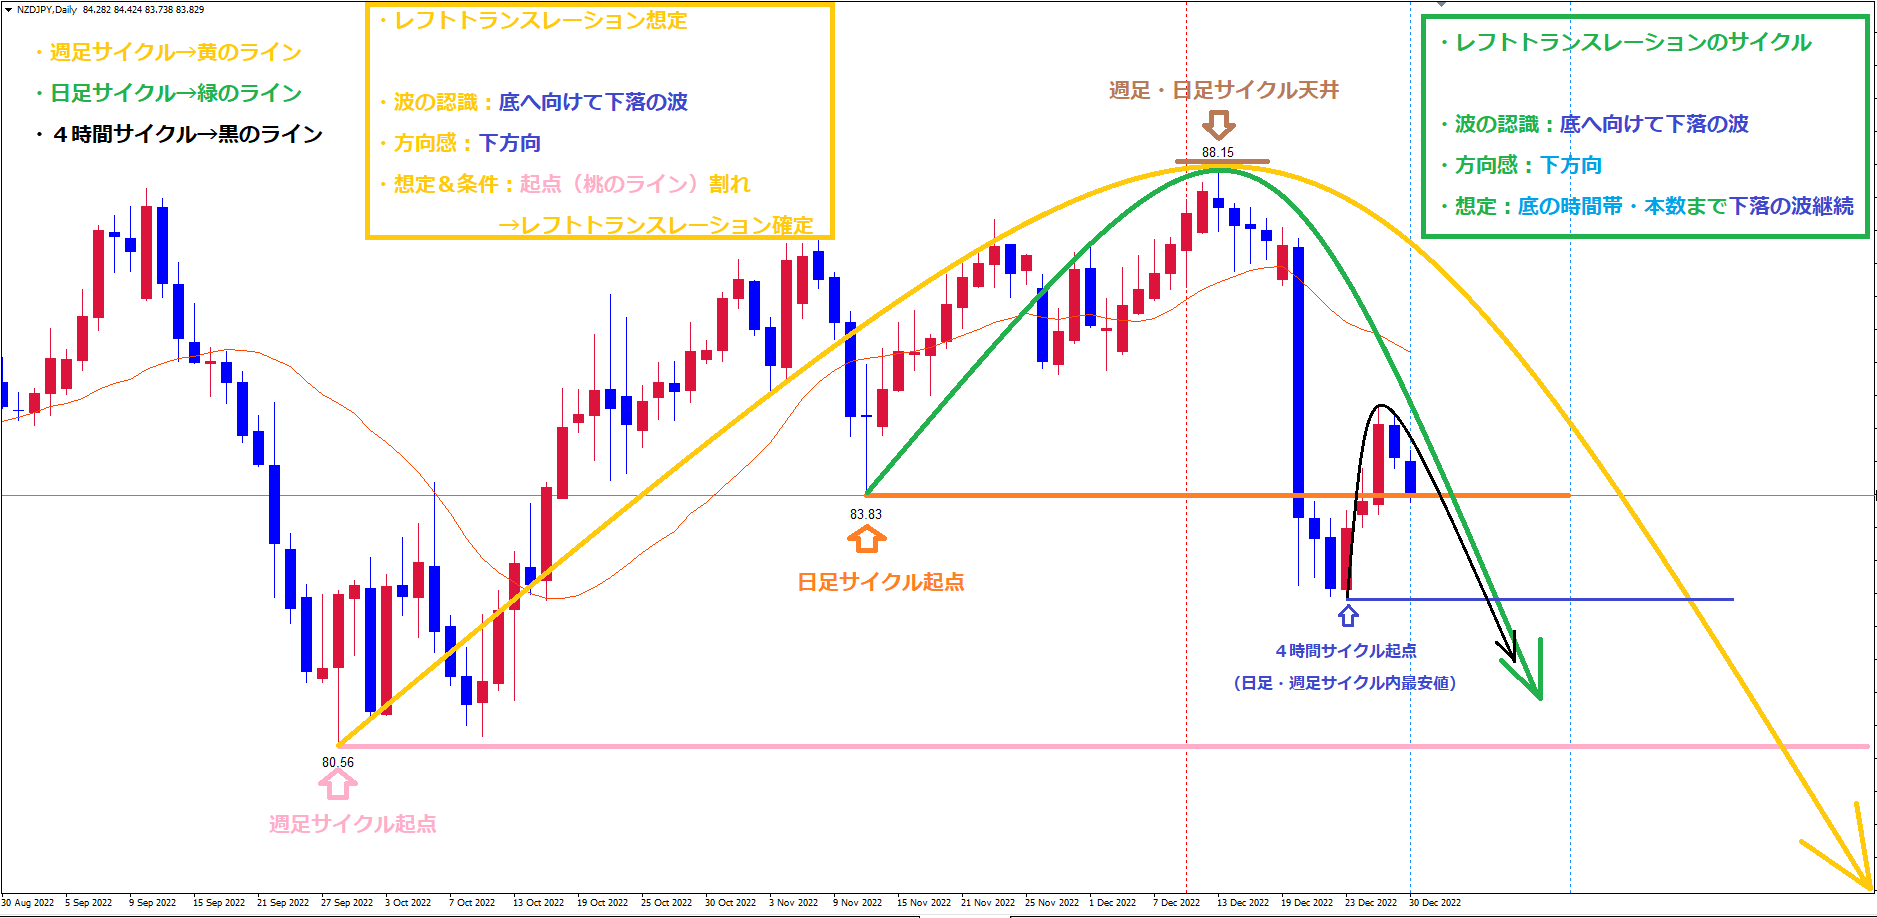 NZDJPY,Daily 84.282 84.424 83.738 83.829
・週足サイクル→黄のライン
・日足サイクル→緑のライン
・４時間サイクル→黒のライン
・レフトトランスレーション想定
・波の認識：底へ向けて下落の波
・方向感：下方向
・想定＆条件：起点（桃のライン）割れ
→レフトトランスレーション確定
週足・日足サイクル天井
88.15
・レフトトランスレーションのサイクル
・波の認識：底へ向けて下落の波
・方向感：下方向
・想定：底の時間帯・本数まで下落の波継続
83.83
日足サイクル起点
４時間サイクル起点
（日足・週足サイクル内最安値）
80.56
週足サイクル起点
30 Aug 2022 5 Sep 2022 9 Sep 2022 15 Sep 2022 21 Sep 2022 27 Sep 2022 3 Oct 2022 7 Oct 2022 13 Oct 2022 19 Oct 2022 25 Oct 2022 30 Oct 2022 3 Nov 2022 9 Nov 2022 15 Nov 2022 21 Nov 2022 25 Nov 2022 1 Dec 2022 7 Dec 2022 13 Dec 2022 19 Dec 2022 23 Dec 2022 30 Dec 2022